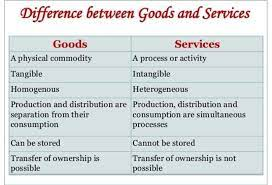 Difference between Goods and Services
Goods Services
A physical commodity A process or activity
Tangible Intangible
Homogenous Heterogeneous
Production and distribution are Production, distribution and
separation from their consumption are simultaneous
consumption processes
Can be stored Cannot be stored
Transfer of ownership is Transfer of ownership is not
possible possible